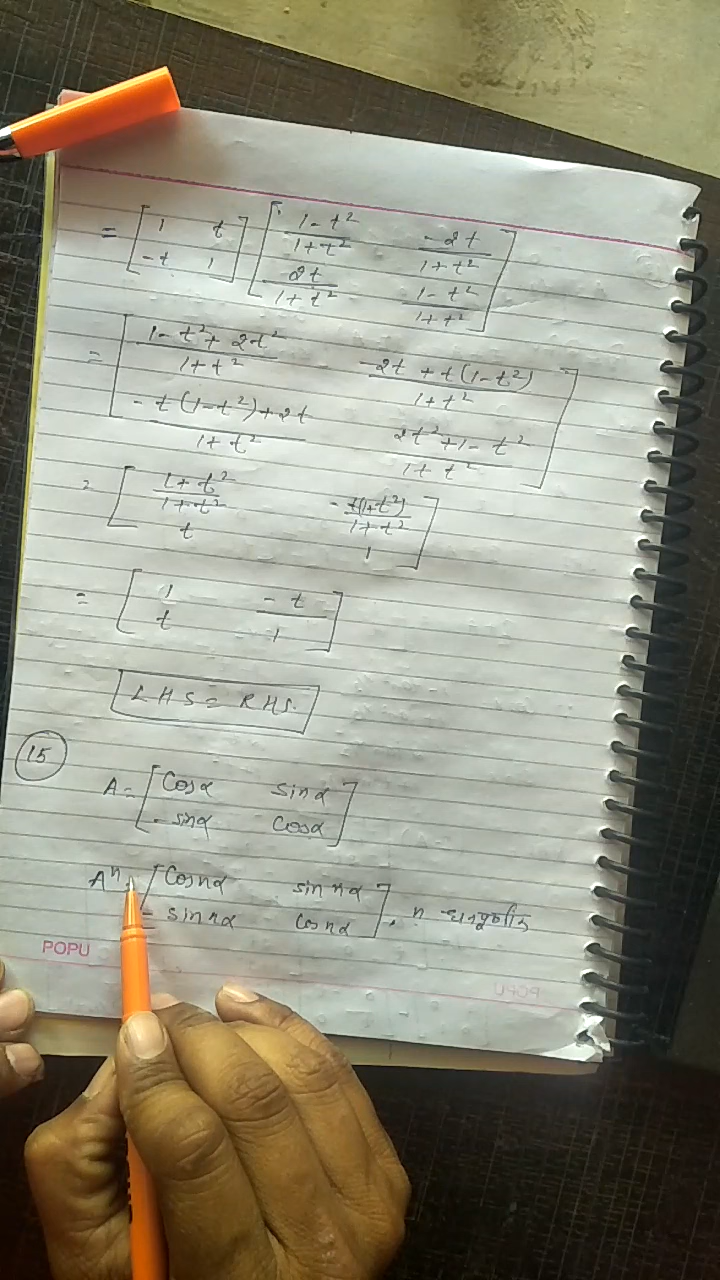 = [ 1 t ] [ 1-t² / 1+t² -2t / 1+t² ]
[ -t 1 ] [ 2t / 1+t² 1-t² / 1+t² ]
= [ 1-t²+2t² / 1+t² -2t+t(1-t²) / 1+t² ]
[ -t(1-t²)+2t / 1+t² 2t²+1-t² / 1+t² ]
= [ 1+t² / 1+t² -t(1+t²) / 1+t² ]
[ t 1 ]
= [ 1 -t ]
[ t 1 ]
LHS = RHS.
15
A = [ Cosα sinα ]
[ -sinα Cosα ]
Aⁿ = [ Cosnα sinnα ]
[ -sinnα Cosnα ], n
POPU